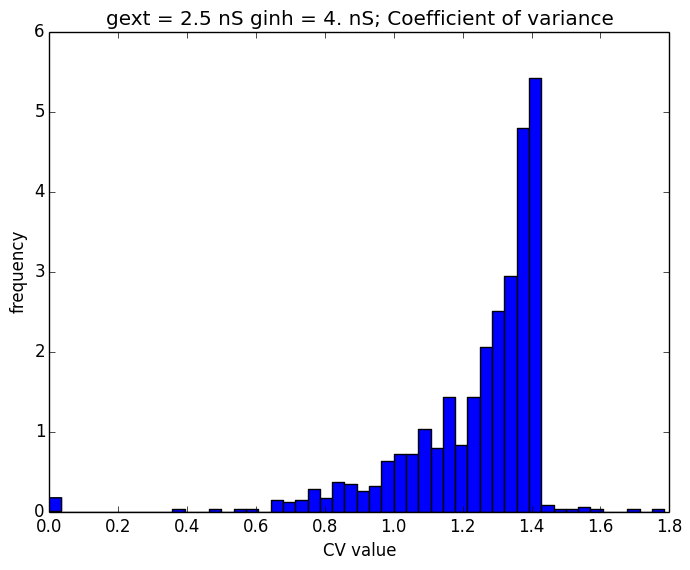 gext = 2.5 nS ginh = 4. nS; Coefficient of variance
6
5
4
3
2
1
0
frequency
0.0 0.2 0.4 0.6 0.8 1.0 1.2 1.4 1.6 1.8
CV value